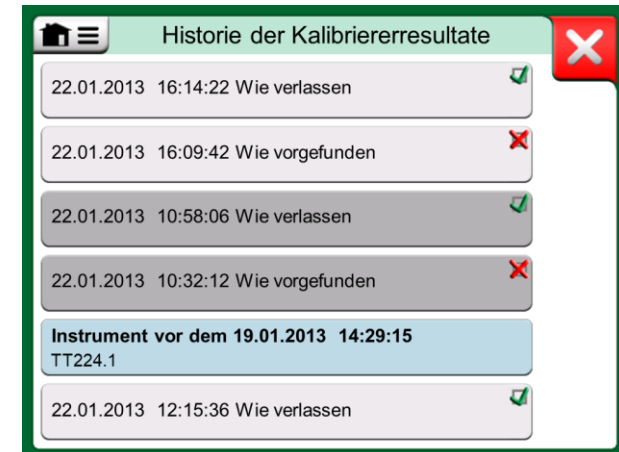 Historie der Kalibriererresultate
22.01.2013 16:14:22 Wie verlassen
22.01.2013 16:09:42 Wie vorgefunden
22.01.2013 10:58:06 Wie verlassen
22.01.2013 10:32:12 Wie vorgefunden
Instrument vor dem 19.01.2013 14:29:15
TT224.1
22.01.2013 12:15:36 Wie verlassen